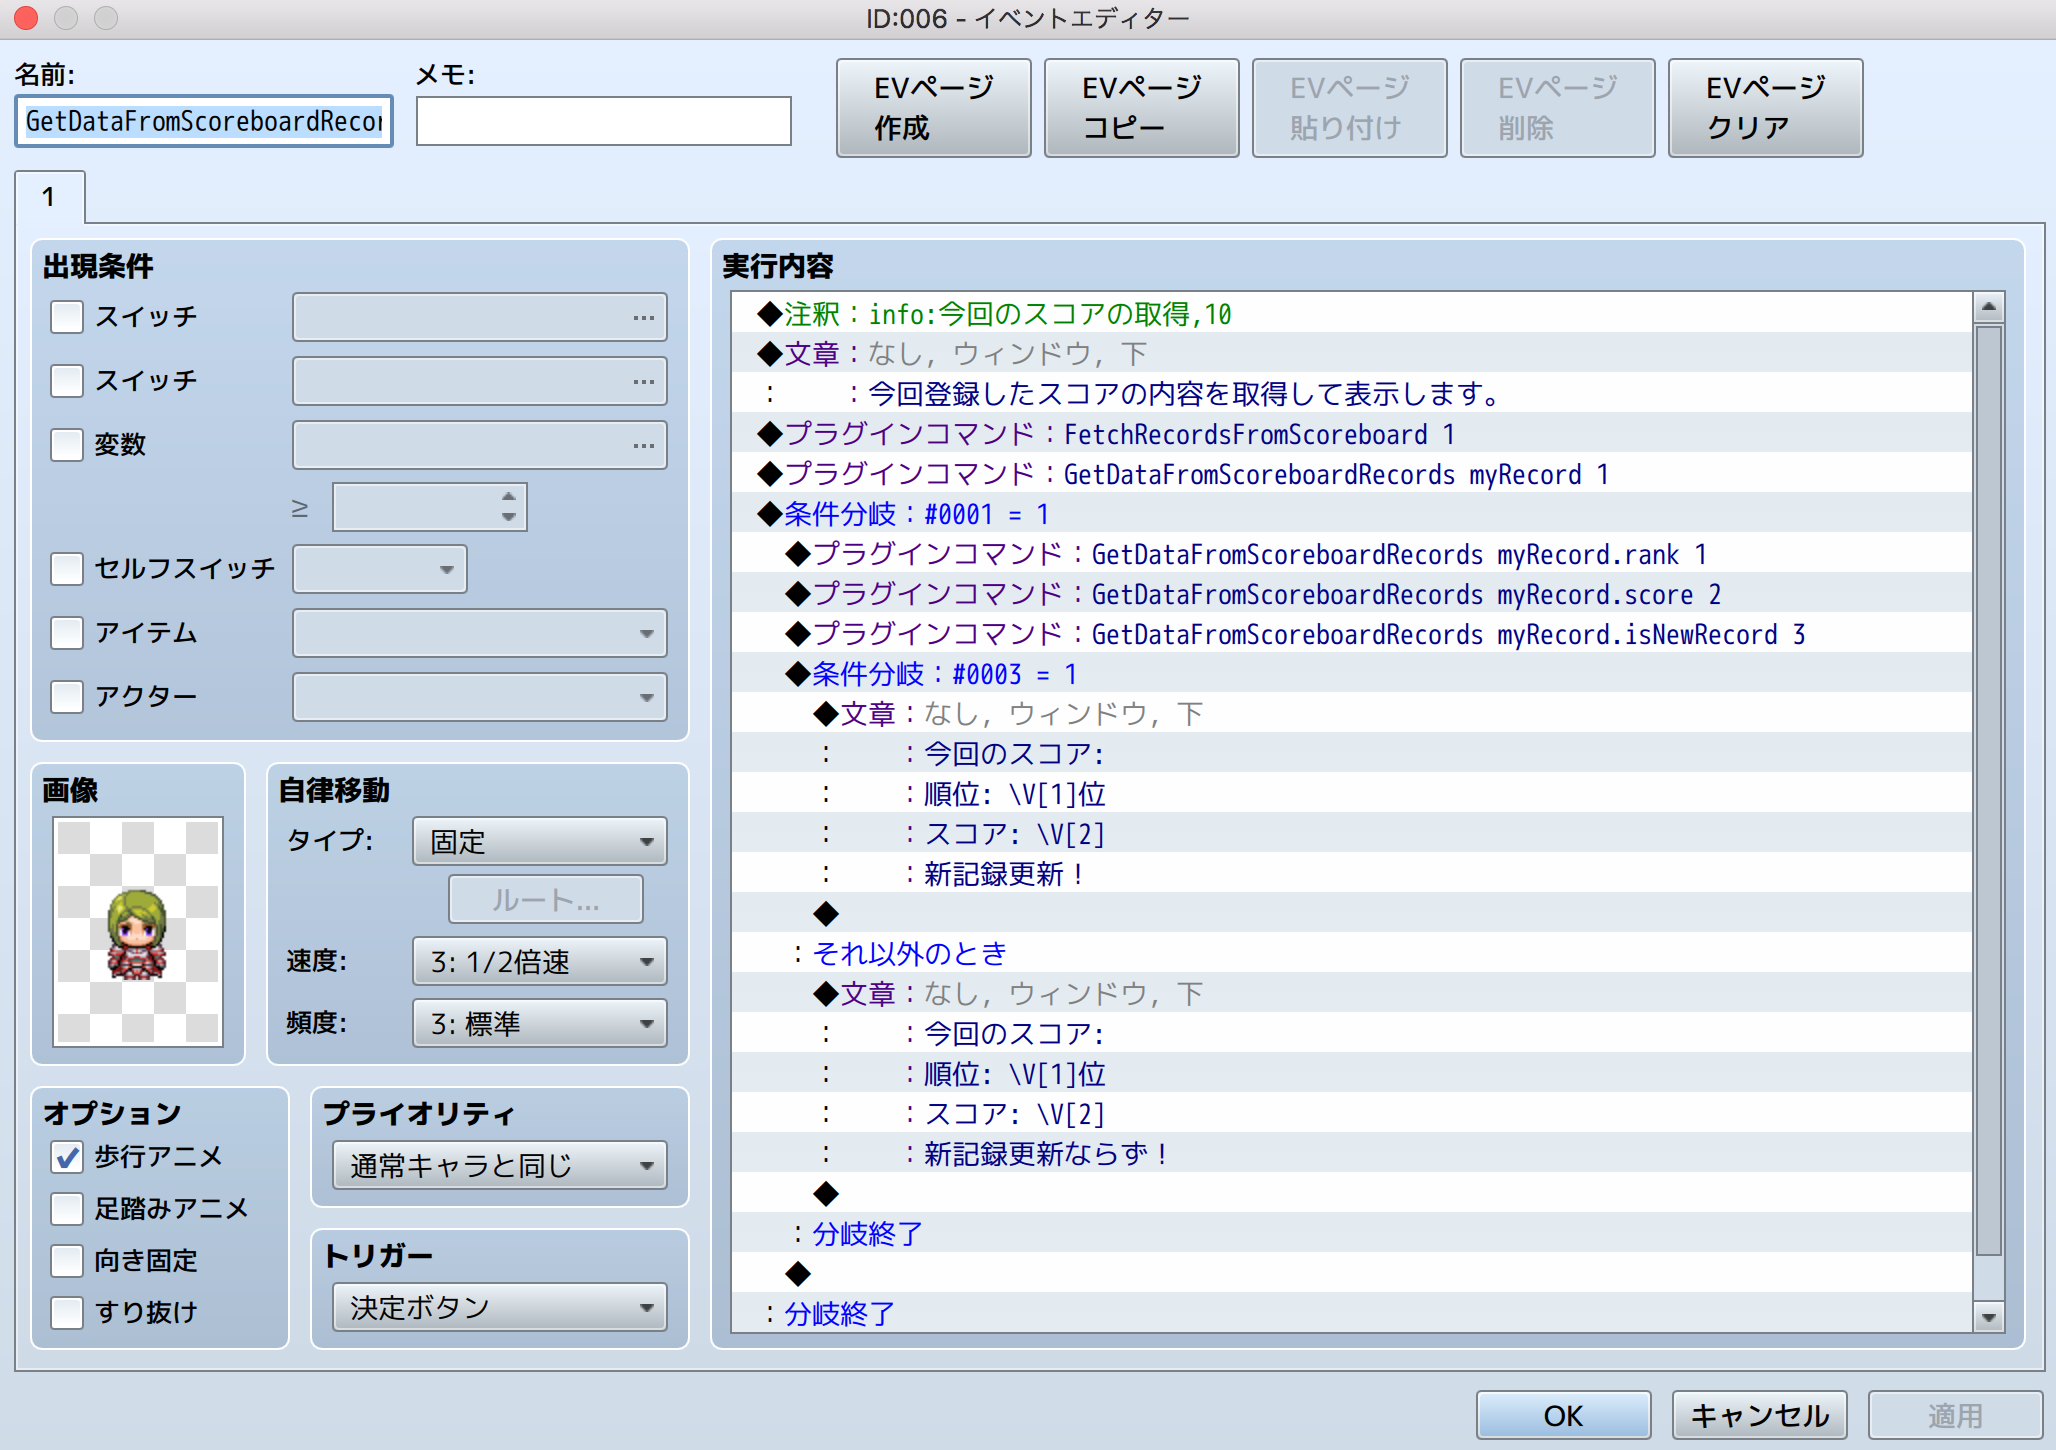 ID:006 - イベントエディター
名前:
メモ:
GetDataFromScoreboardRecor
EVページ
作成
EVページ
コピー
EVページ
貼り付け
EVページ
削除
EVページ
クリア
1
出現条件
スイッチ
...
スイッチ
...
変数
...
≥
セルフスイッチ
アイテム
アクター
画像
自律移動
タイプ:
固定
ルート...
速度:
3: 1/2倍速
頻度:
3: 標準
オプション
歩行アニメ
足踏みアニメ
向き固定
すり抜け
プライオリティ
通常キャラと同じ
トリガー
決定ボタン
実行内容
◆注釈：info:今回のスコアの取得,10
◆文章：なし, ウィンドウ, 下
：　　：今回登録したスコアの内容を取得して表示します。
◆プラグインコマンド：FetchRecordsFromScoreboard 1
◆プラグインコマンド：GetDataFromScoreboardRecords myRecord 1
◆条件分岐：#0001 = 1
◆プラグインコマンド：GetDataFromScoreboardRecords myRecord.rank 1
◆プラグインコマンド：GetDataFromScoreboardRecords myRecord.score 2
◆プラグインコマンド：GetDataFromScoreboardRecords myRecord.isNewRecord 3
◆条件分岐：#0003 = 1
◆文章：なし, ウィンドウ, 下
：　　：今回のスコア:
：　　：順位: \V[1]位
：　　：スコア: \V[2]
：　　：新記録更新！
◆
：それ以外のとき
◆文章：なし, ウィンドウ, 下
：　　：今回のスコア:
：　　：順位: \V[1]位
：　　：スコア: \V[2]
：　　：新記録更新ならず！
◆
：分岐終了
◆
：分岐終了
OK
キャンセル
適用